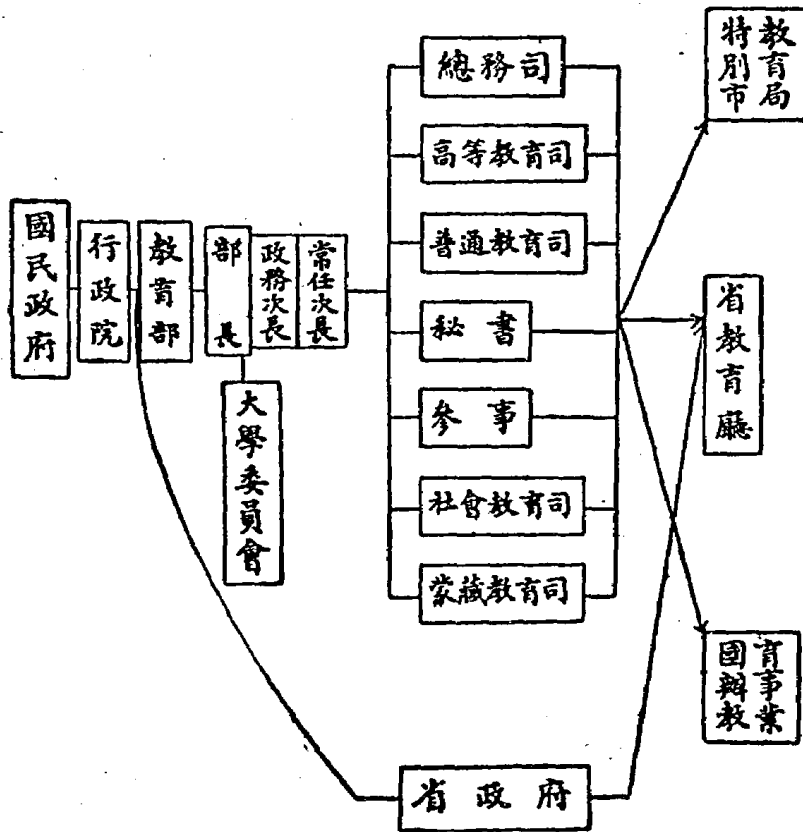 國民政府
行政院
教育部
部長
政務次長
常任次長
大學委員會
總務司
高等教育司
普通教育司
秘書
參事
社會教育司
蒙藏教育司
特別市
教育局
省教育廳
國辦教
育事業
省政府